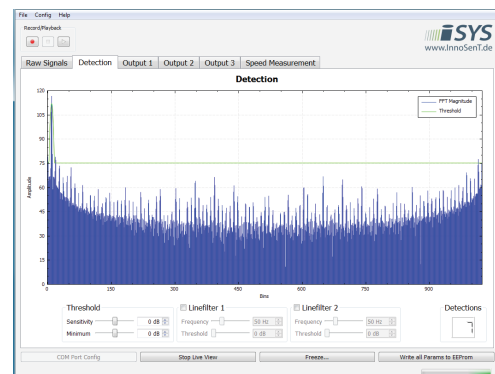 File Config Help
Record/Playback
iSYS
www.InnoSenT.de
Raw Signals Detection Output 1 Output 2 Output 3 Speed Measurement
Detection
120
FFT Magnitude
Threshold
105
90
75
60
45
30
15
0
Amplitude
0 150 300 450 600 750 900
Bins
Threshold Linefilter 1 Linefilter 2 Detections
Sensitivity 0 dB Frequency 50 Hz Frequency 50 Hz
Minimum 0 dB Threshold 0 dB Threshold 0 dB
COM Port Config Stop Live View Freeze... Write all Params to EEProm